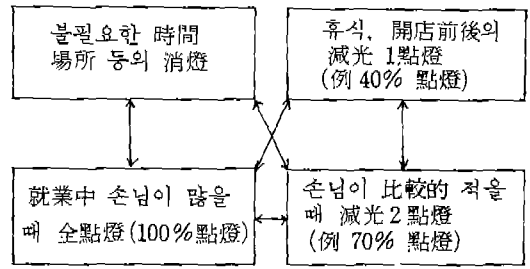 불필요한 時間
場所 등의 消燈
휴식, 開店前後의
減光 1點燈
(例 40% 點燈)
就業中 손님이 많을
때 全點燈(100%點燈)
손님이 比較的 적을
때 減光2點燈
(例 70% 點燈)